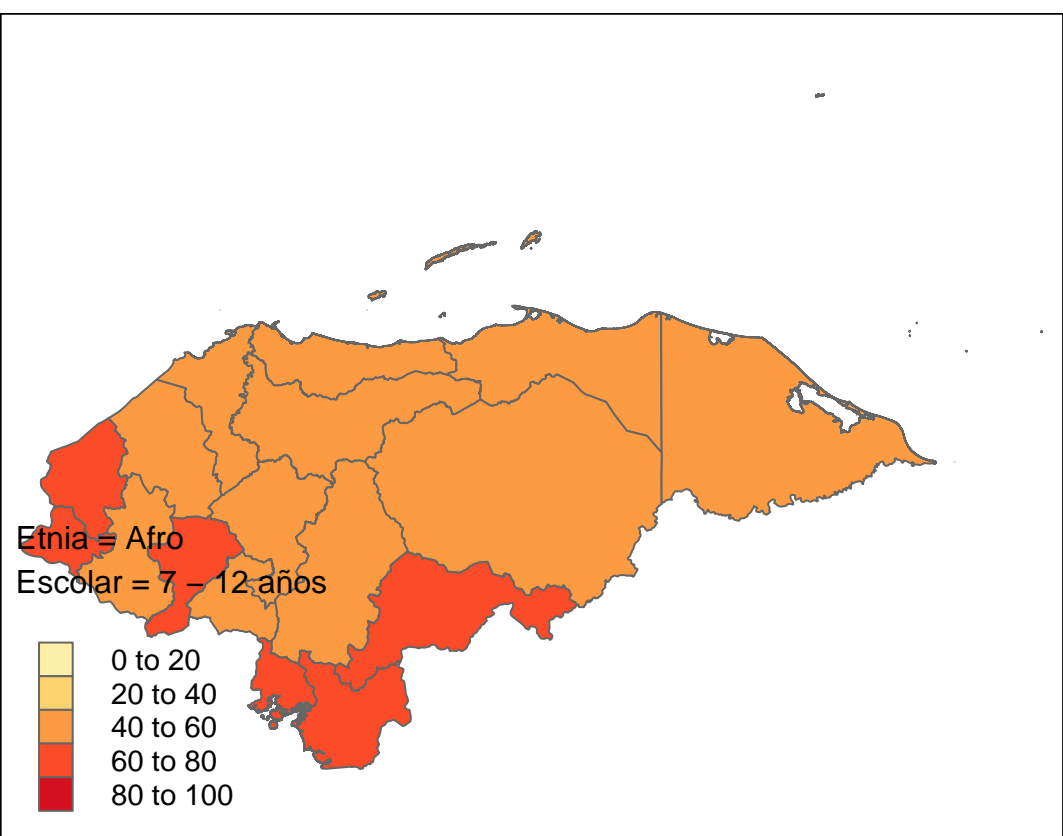 Etnia = Afro
Escolar = 7 – 12 años
0 to 20
20 to 40
40 to 60
60 to 80
80 to 100